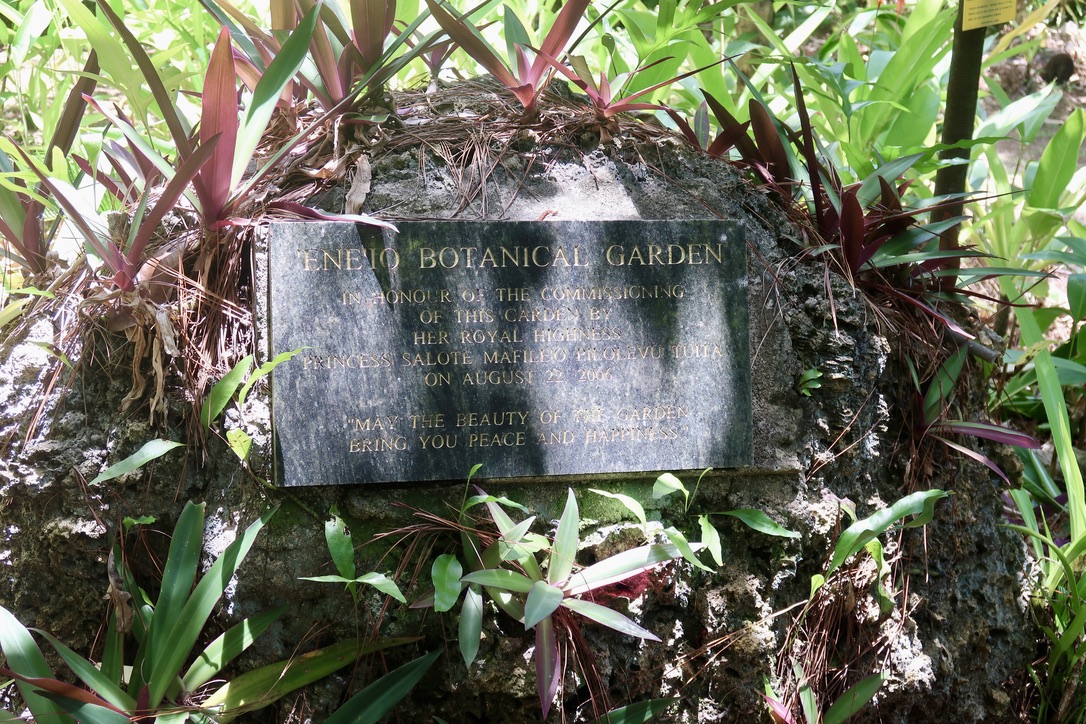 'ENE'IO BOTANICAL GARDEN
IN HONOUR OF THE COMMISSIONING
OF THIS GARDEN BY
HER ROYAL HIGHNESS
PRINCESS SALOTE MAFILE'O PILOLEVU TUITA
ON AUGUST 22, 2006
"MAY THE BEAUTY OF THE GARDEN
BRING YOU PEACE AND HAPPINESS"